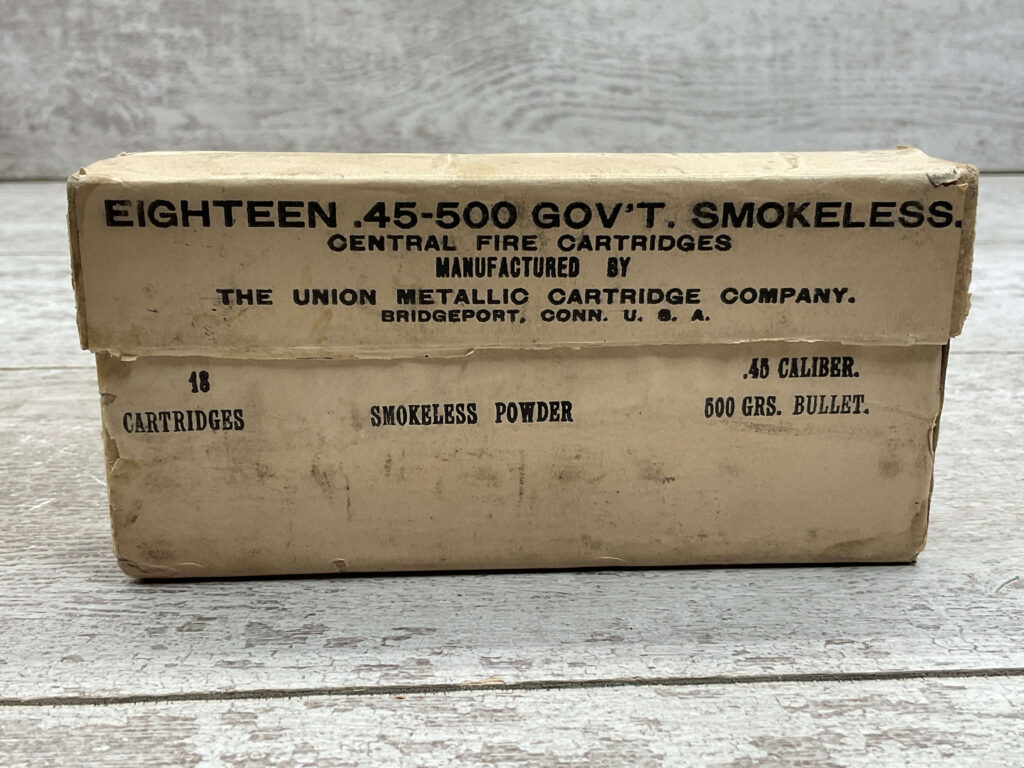 EIGHTEEN .45-500 GOV'T. SMOKELESS.
CENTRAL FIRE CARTRIDGES
MANUFACTURED BY
THE UNION METALLIC CARTRIDGE COMPANY.
BRIDGEPORT, CONN. U. S. A.
18
CARTRIDGES
SMOKELESS POWDER
.45 CALIBER.
500 GRS. BULLET.